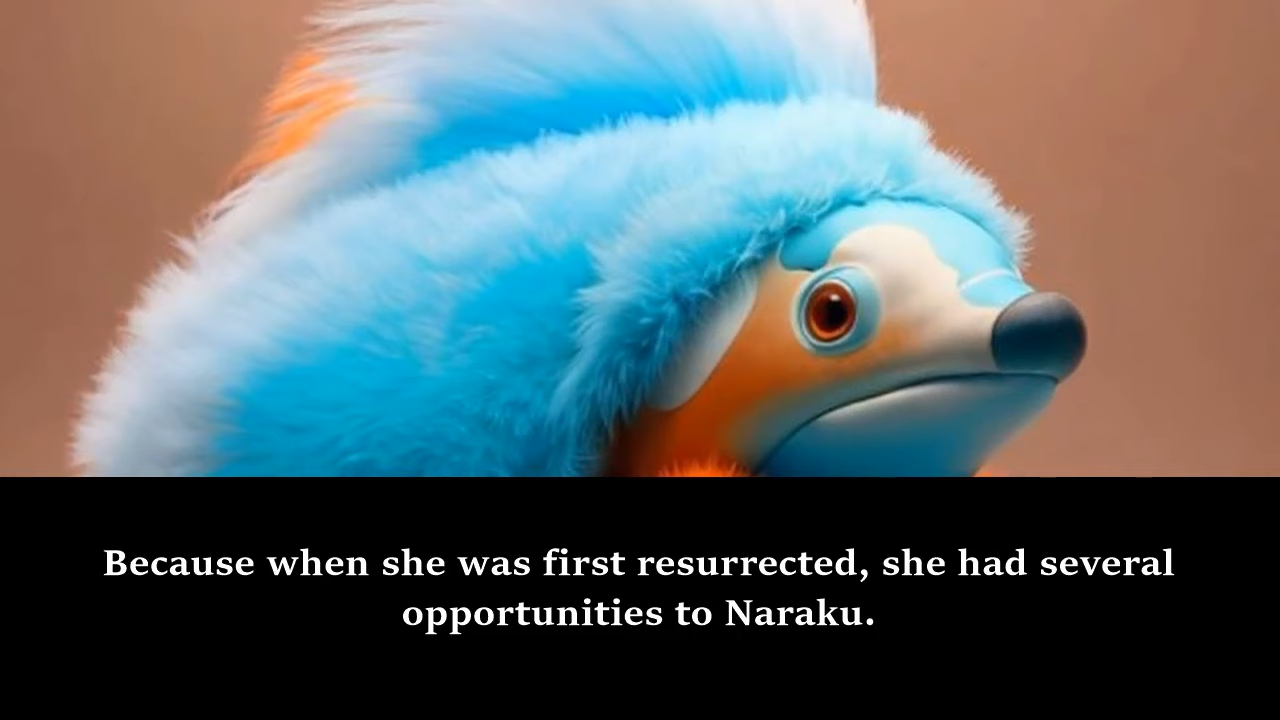 Because when she was first resurrected, she had several
opportunities to Naraku.